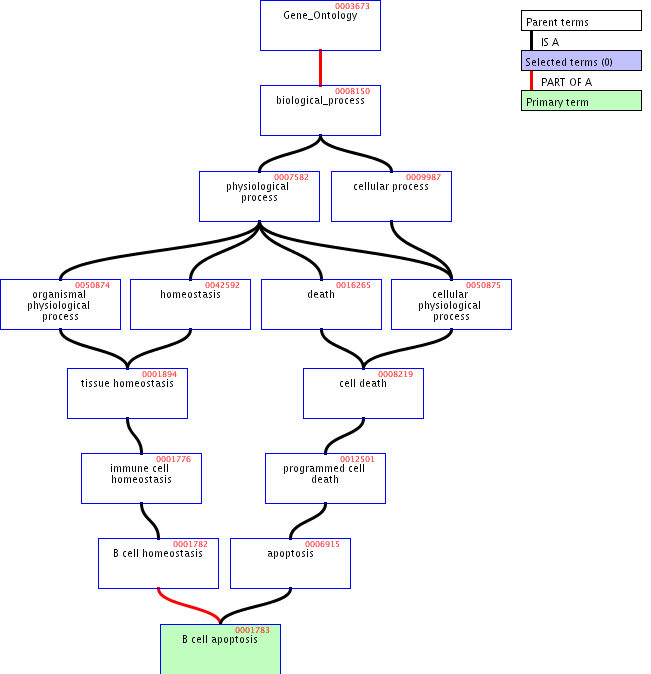 0003673
Gene_Ontology
Parent terms
IS A
Selected terms (0)
PART OF A
Primary term
0008150
biological_process
0007582
physiological
process
0009987
cellular process
0050874
organismal
physiological
process
0042592
homeostasis
0016265
death
0050875
cellular
physiological
process
0001894
tissue homeostasis
0008219
cell death
0001776
immune cell
homeostasis
0012501
programmed cell
death
0001782
B cell homeostasis
0006915
apoptosis
0001783
B cell apoptosis